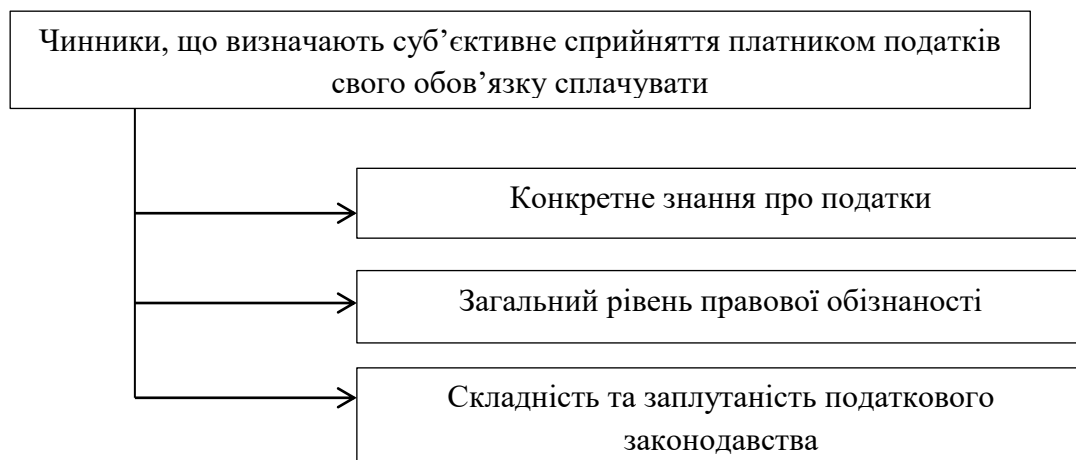 Чинники, що визначають суб’єктивне сприйняття платником податків
свого обов’язку сплачувати
Конкретне знання про податки
Загальний рівень правової обізнаності
Складність та заплутаність податкового
законодавства